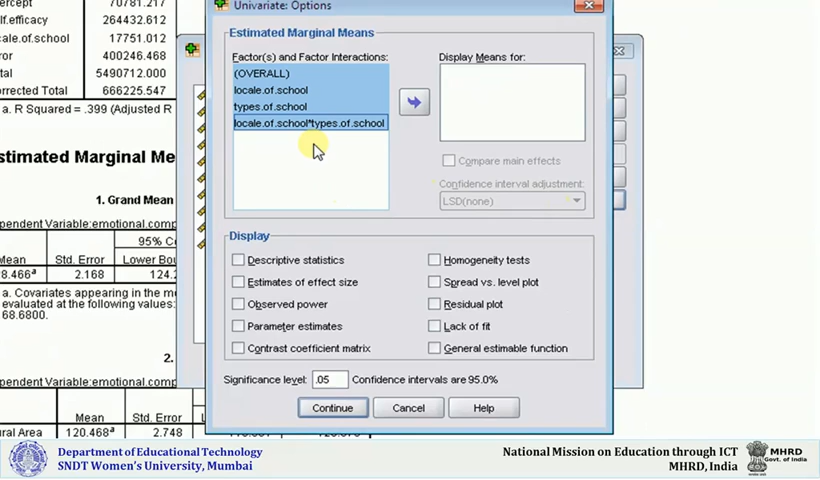 ercept 70781.217
lf.efficacy 264432.612
cale.of.school 17751.012
ror 400246.468
tal 5490712.000
rrected Total 666225.547
a. R Squared = .399 (Adjusted R
stimated Marginal Me
1. Grand Mean
pendent Variable:emotional.comp
95% C
Mean Std. Error Lower Bou
8.466a 2.168 124.2
a. Covariates appearing in the m
evaluated at the following values:
68.6800.
2.
pendent Variable:emotional.comp
Mean Std. Error
ural Area 120.468a 2.748
Univariate: Options
Estimated Marginal Means
Factor(s) and Factor Interactions:
(OVERALL)
locale.of.school
types.of.school
locale.of.school*types.of.school
Display Means for:
Compare main effects
Confidence interval adjustment:
LSD(none)
Display
Descriptive statistics
Homogeneity tests
Estimates of effect size
Spread vs. level plot
Observed power
Residual plot
Parameter estimates
Lack of fit
Contrast coefficient matrix
General estimable function
Significance level: .05 Confidence intervals are 95.0%
Continue Cancel Help
Department of Educational Technology
SNDT Women's University, Mumbai
National Mission on Education through ICT
MHRD, India
MHRD
Govt. of India